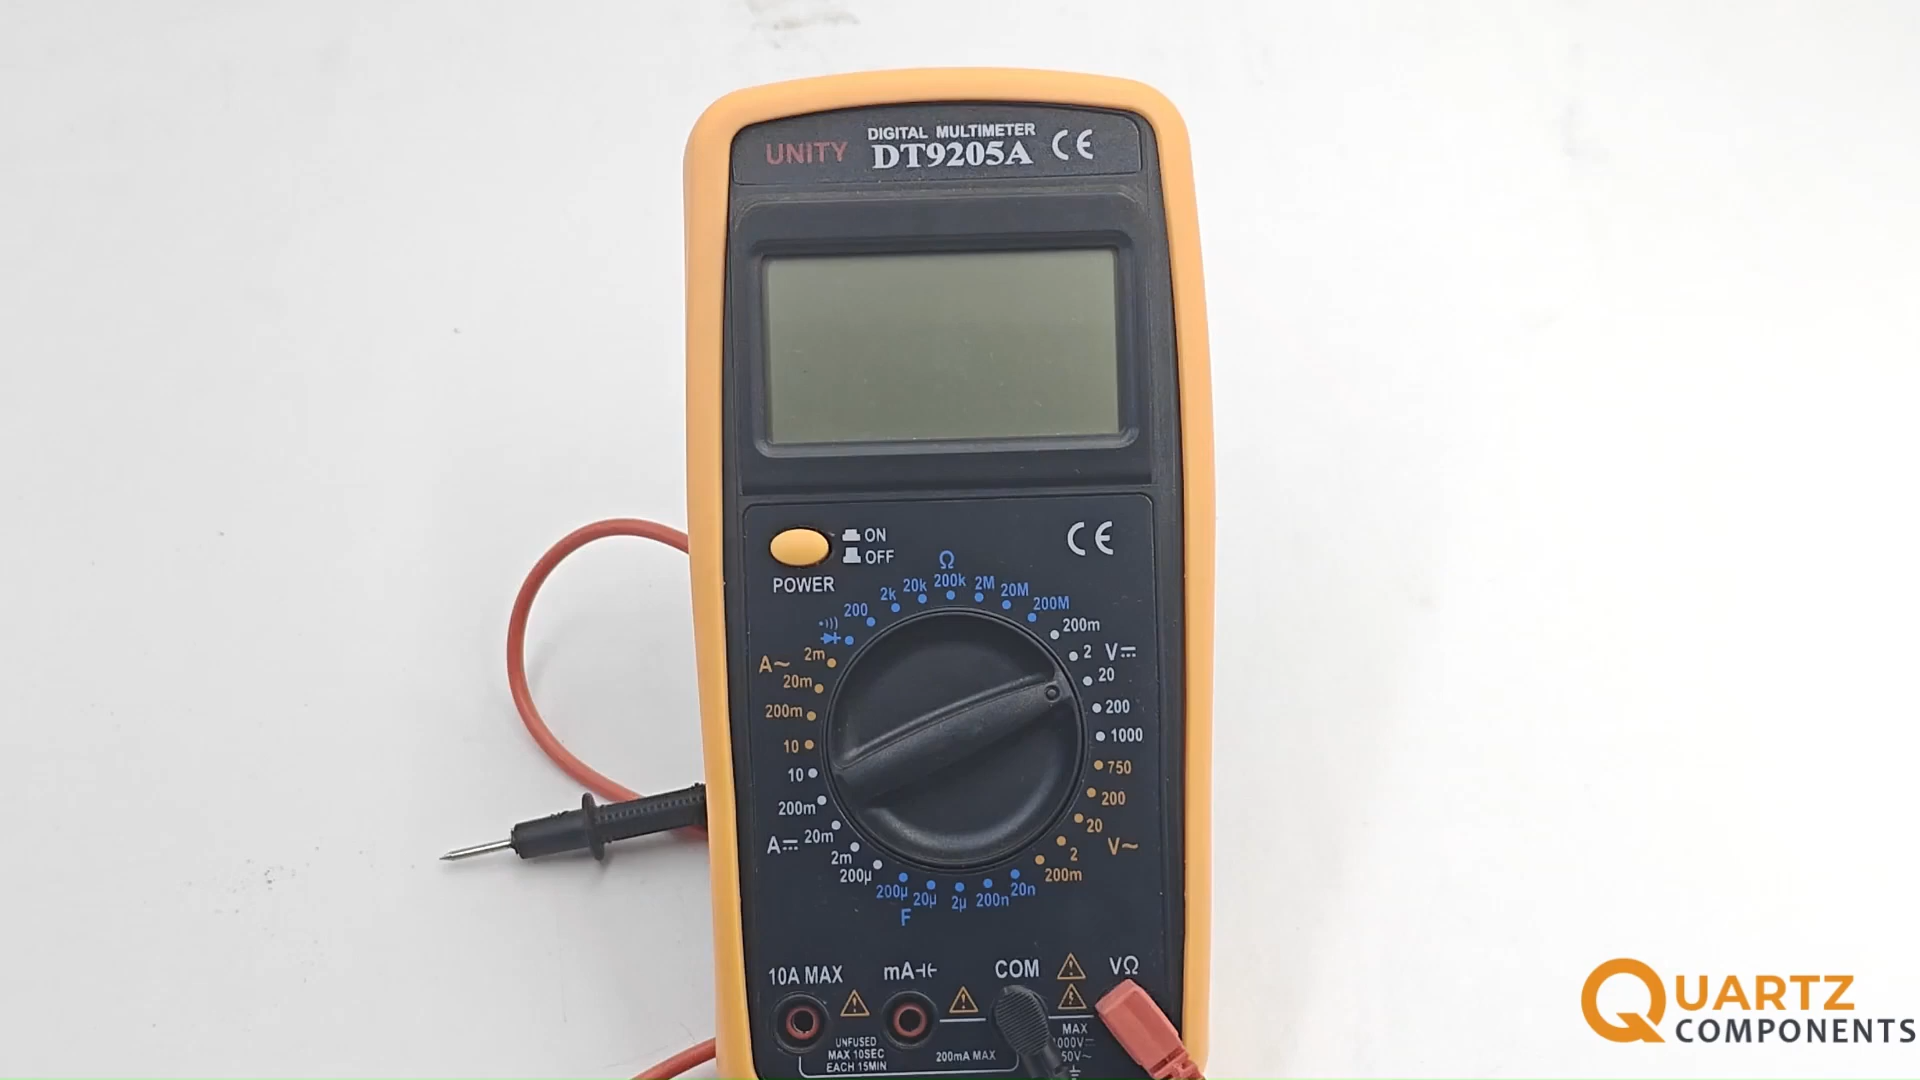 DIGITAL MULTIMETER
UNITY DT9205A CE
ON
OFF
POWER
CE
Ω
200 2k 20k 200k 2M 20M 200M
A~ 2m
20m
200m
10
10
200m
20m
A⎓
2m
200µ
200m
2 V⎓
20
200
1000
750
200
20
V~
2
200m
200µ 20µ 2µ 200n 20n
F
10A MAX mA COM VΩ
UNFUSED
MAX 10SEC
EACH 15MIN
200mA MAX
MAX
QUARTZ
COMPONENTS